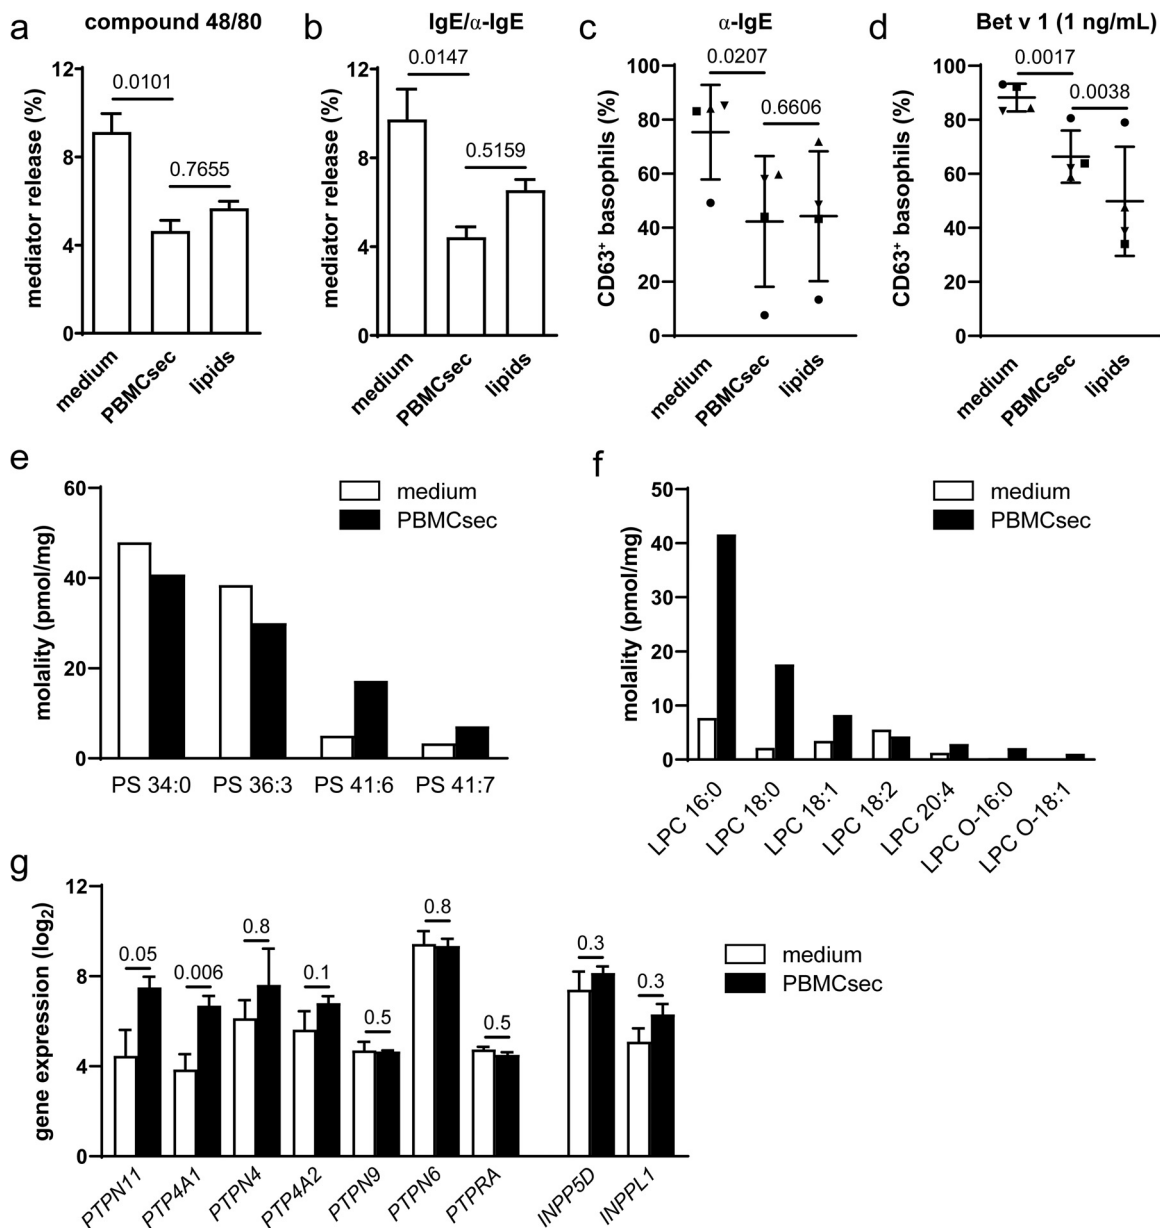 a
compound 48/80
mediator release (%)
12
8
4
0
0.0101
0.7655
medium
PBMCsec
lipids
b
IgE/α-IgE
mediator release (%)
12
8
4
0
0.0147
0.5159
medium
PBMCsec
lipids
c
α-IgE
CD63⁺ basophils (%)
100
80
60
40
20
0
0.0207
0.6606
medium
PBMCsec
lipids
d
Bet v 1 (1 ng/mL)
CD63⁺ basophils (%)
100
80
60
40
20
0
0.0017
0.0038
medium
PBMCsec
lipids
e
molality (pmol/mg)
60
40
20
0
medium
PBMCsec
PS 34:0
PS 36:3
PS 41:6
PS 41:7
f
molality (pmol/mg)
50
40
30
20
10
0
medium
PBMCsec
LPC 16:0
LPC 18:0
LPC 18:1
LPC 18:2
LPC 20:4
LPC O-16:0
LPC O-18:1
g
gene expression (log₂)
12
8
4
0
0.05
0.006
0.8
0.1
0.5
0.8
0.5
0.3
0.3
medium
PBMCsec
PTPN11
PTP4A1
PTPN4
PTP4A2
PTPN9
PTPN6
PTPRA
INPP5D
INPPL1